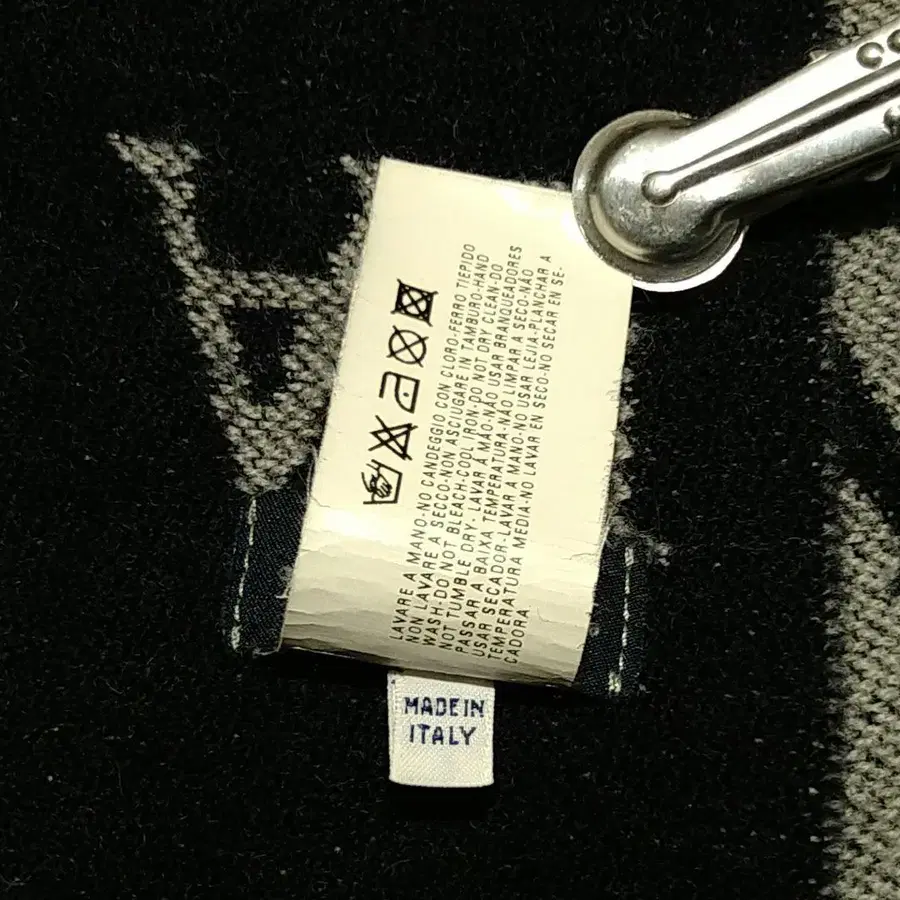 LAVARE A MANO-NO CANDEGGIO CON CLORO-FERRO TIEPIDO
NON LAVARE A SECO-NON ASCIUGARE IN TAMBURO-HAND
WASH-DO NOT BLEACH-COOL IRON-DO NOT DRY CLEAN-DO
NOT TUMBLE DRY-LAVAR Á MÃO-NÃO USAR BRANQUEADORES
PASSAR A BAIXA TEMPERATURA-NÃO LIMPAR A SECO-NÃO
USAR SECADOR-LAVAR A MANO-NO USAR LEJIA-PLANCHAR A
TEMPERATURA MEDIA-NO LAVAR EN SECO-NO SECAR EN SE-
CADORA
MADE IN
ITALY